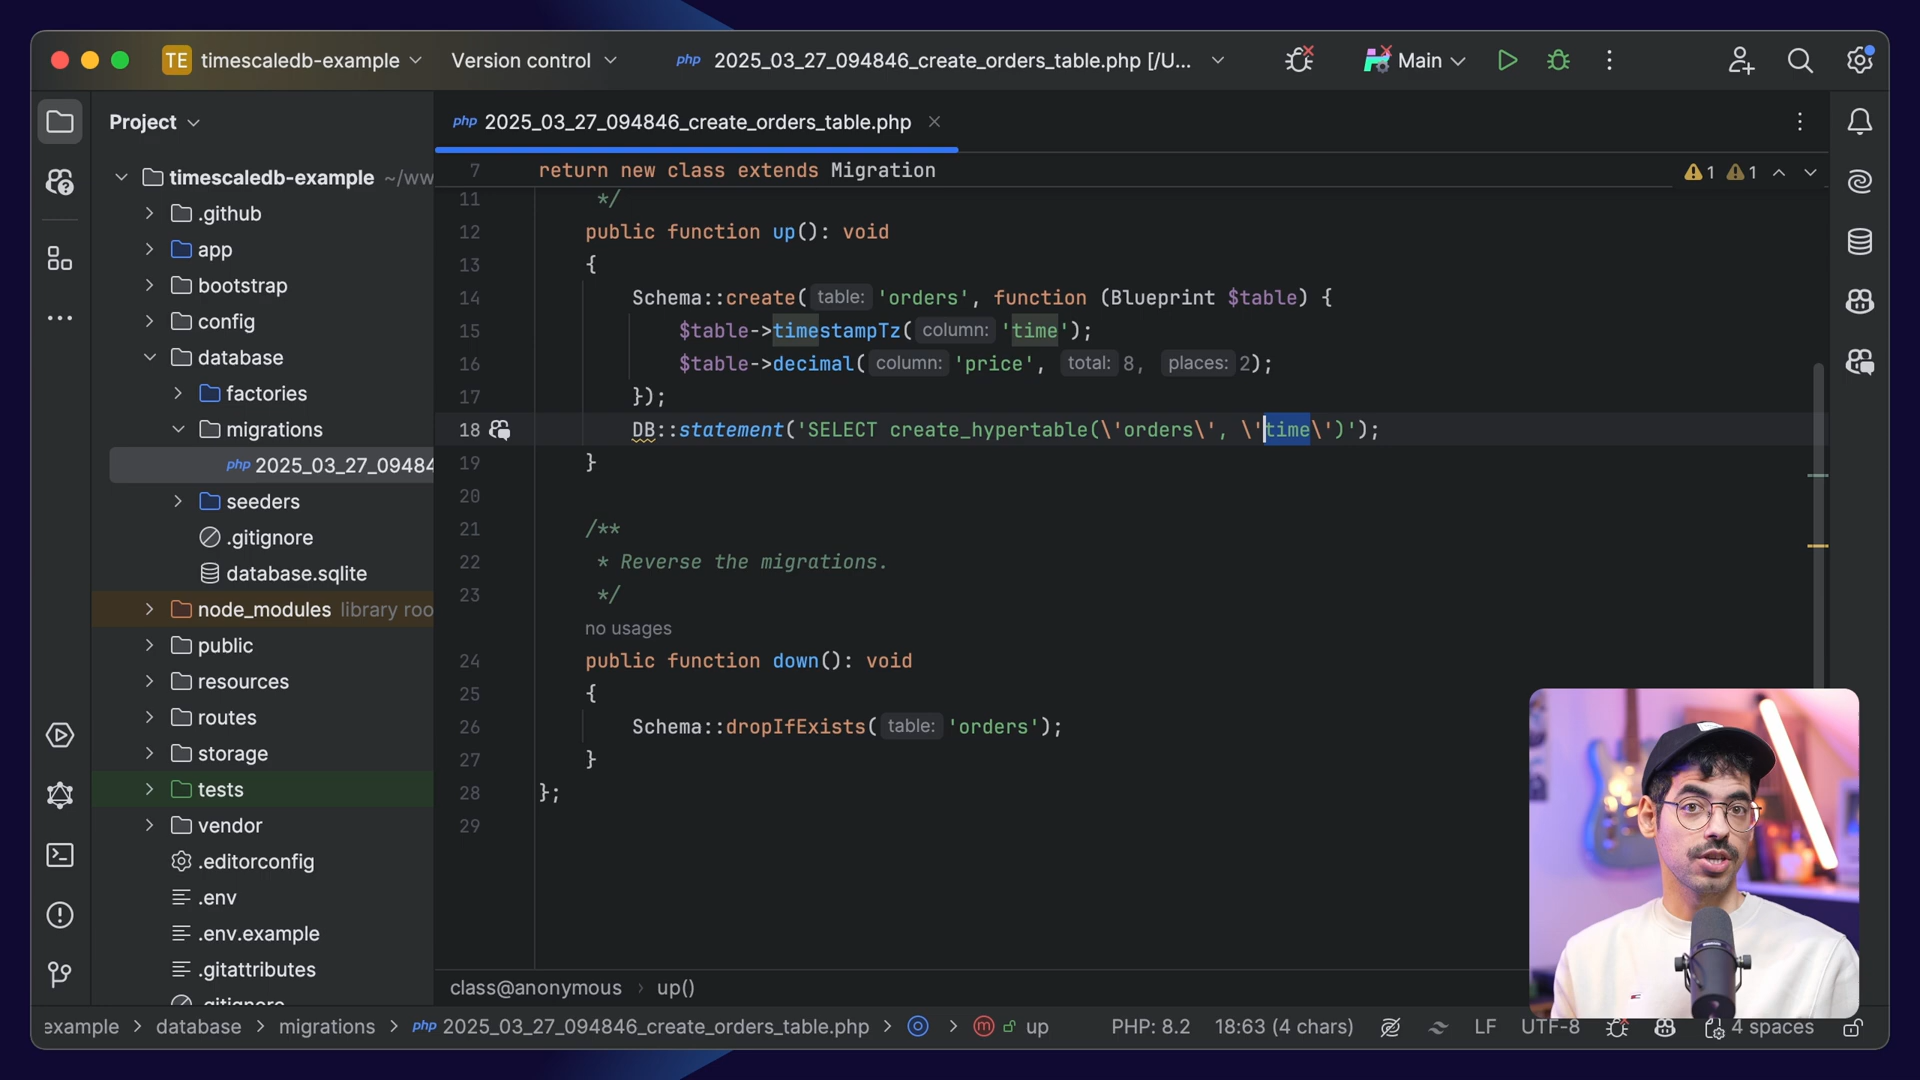 TE timescaledb-example Version control php 2025_03_27_094846_create_orders_table.php [/U... Main
Project
timescaledb-example ~/ww
.github
app
bootstrap
config
database
factories
migrations
php 2025_03_27_09484
seeders
.gitignore
database.sqlite
node_modules library roo
public
resources
routes
storage
tests
vendor
.editorconfig
.env
.env.example
.gitattributes
.gitignore
php 2025_03_27_094846_create_orders_table.php
7 return new class extends Migration
1 1
11 */
12 public function up(): void
13 {
14 Schema::create( table: 'orders', function (Blueprint $table) {
15 $table->timestampTz( column: 'time');
16 $table->decimal( column: 'price', total: 8, places: 2);
17 });
18 DB::statement('SELECT create_hypertable(\'orders\', \'time\')');
19 }
20
21 /**
22 * Reverse the migrations.
23 */
no usages
24 public function down(): void
25 {
26 Schema::dropIfExists( table: 'orders');
27 }
28 };
29
class@anonymous › up()
example > database > migrations > php 2025_03_27_094846_create_orders_table.php > > m up PHP: 8.2 18:63 (4 chars) LF UTF-8 4 spaces